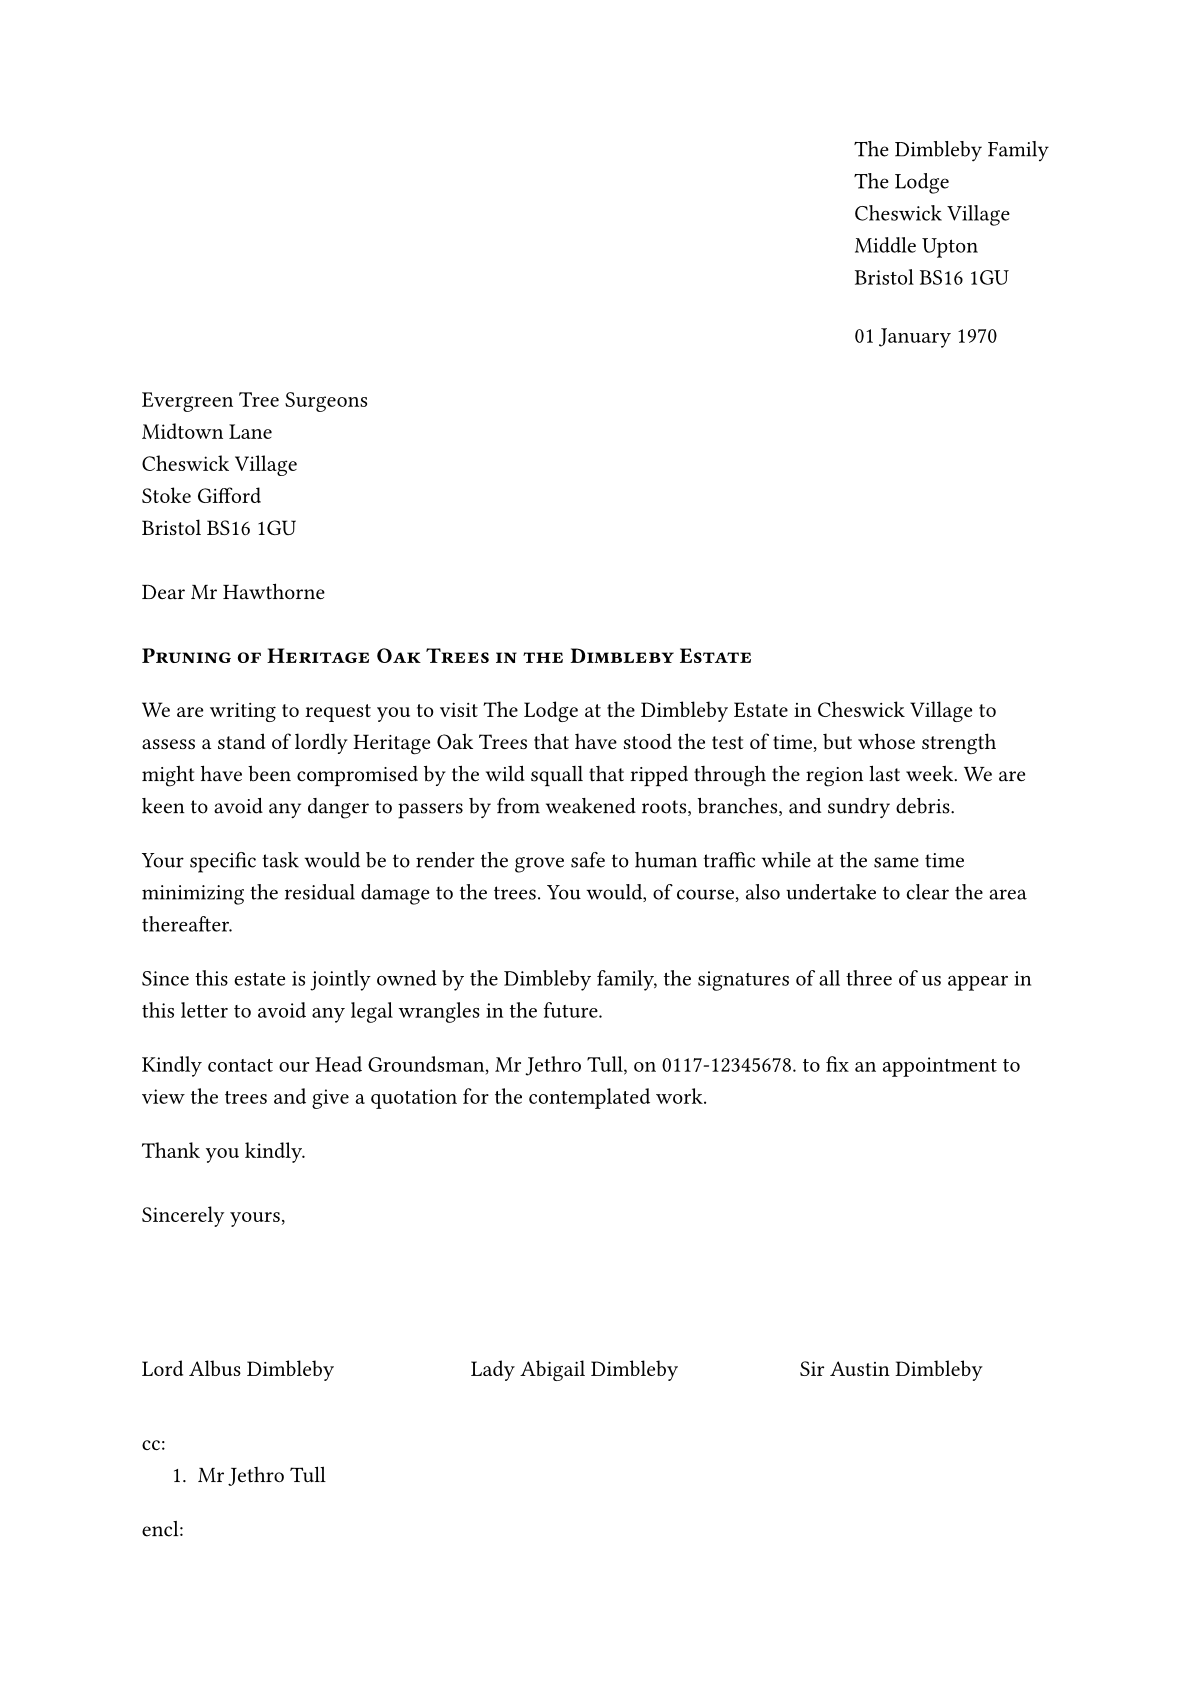 The Dimbleby Family
The Lodge
Cheswick Village
Middle Upton
Bristol BS16 1GU
01 January 1970
Evergreen Tree Surgeons
Midtown Lane
Cheswick Village
Stoke Gifford
Bristol BS16 1GU
Dear Mr Hawthorne
Pruning of Heritage Oak Trees in the Dimbleby Estate
We are writing to request you to visit The Lodge at the Dimbleby Estate in Cheswick Village to
assess a stand of lordly Heritage Oak Trees that have stood the test of time, but whose strength
might have been compromised by the wild squall that ripped through the region last week. We are
keen to avoid any danger to passers by from weakened roots, branches, and sundry debris.
Your specific task would be to render the grove safe to human traffic while at the same time
minimizing the residual damage to the trees. You would, of course, also undertake to clear the area
thereafter.
Since this estate is jointly owned by the Dimbleby family, the signatures of all three of us appear in
this letter to avoid any legal wrangles in the future.
Kindly contact our Head Groundsman, Mr Jethro Tull, on 0117-12345678. to fix an appointment to
view the trees and give a quotation for the contemplated work.
Thank you kindly.
Sincerely yours,
Lord Albus Dimbleby Lady Abigail Dimbleby Sir Austin Dimbleby
cc:
1. Mr Jethro Tull
encl: